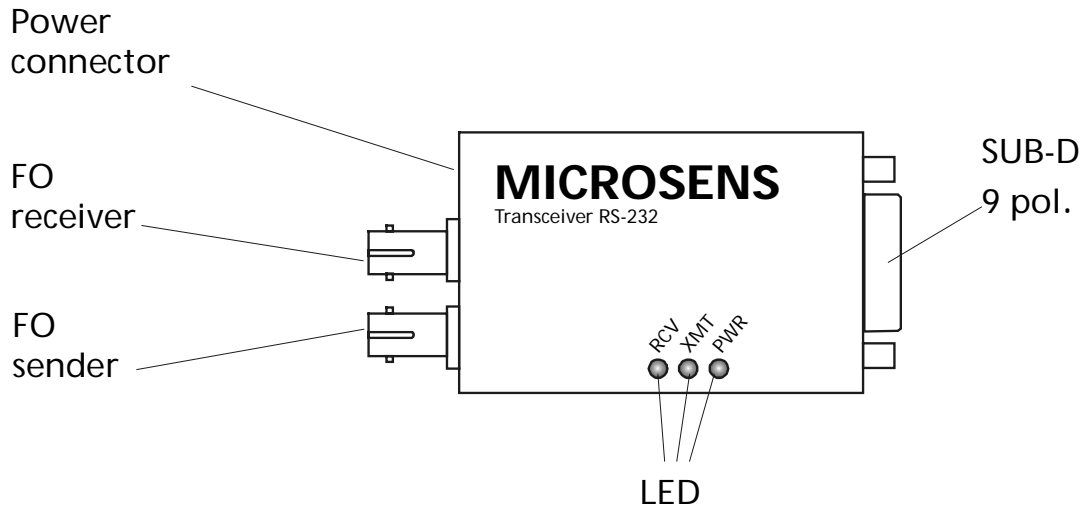 Power
connector
FO
receiver
FO
sender
MICROSENS
Transceiver RS-232
RCV XMT PWR
LED
SUB-D
9 pol.